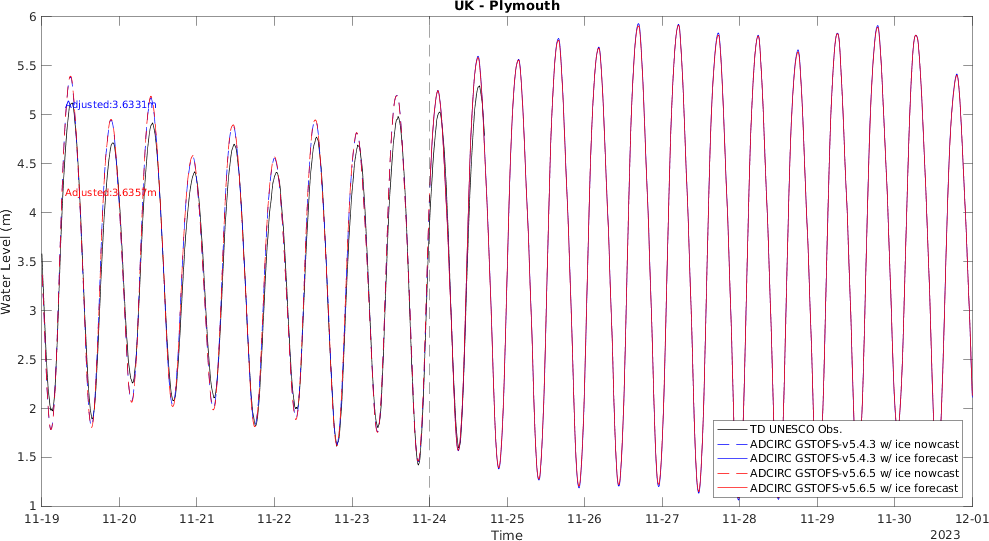 UK - Plymouth
6
5.5
5
4.5
4
3.5
3
2.5
2
1.5
1
Water Level (m)
Adjusted:3.6331m
Adjusted:3.6357m
TD UNESCO Obs.
ADCIRC GSTOFS-v5.4.3 w/ ice nowcast
ADCIRC GSTOFS-v5.4.3 w/ ice forecast
ADCIRC GSTOFS-v5.6.5 w/ ice nowcast
ADCIRC GSTOFS-v5.6.5 w/ ice forecast
11-19 11-20 11-21 11-22 11-23 11-24 11-25 11-26 11-27 11-28 11-29 11-30 12-01
Time
2023